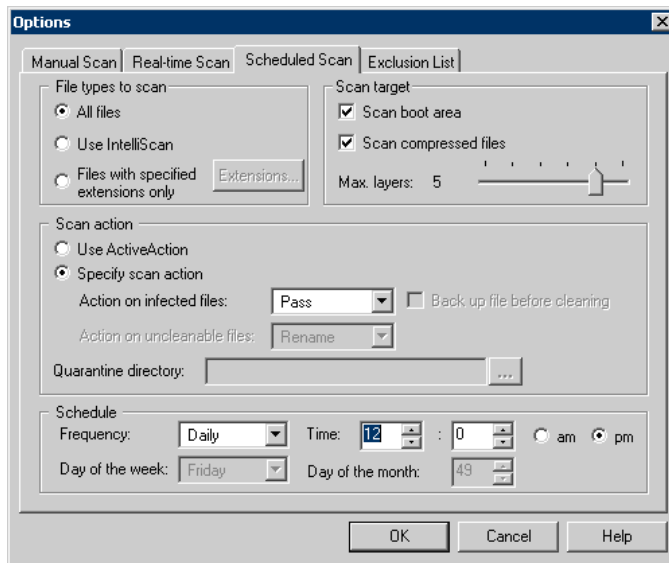 Options
Manual Scan Real-time Scan Scheduled Scan Exclusion List
File types to scan
All files
Use IntelliScan
Files with specified
extensions only
Extensions...
Scan target
Scan boot area
Scan compressed files
Max. layers: 5
Scan action
Use ActiveAction
Specify scan action
Action on infected files: Pass Back up file before cleaning
Action on uncleanable files: Rename
Quarantine directory: ...
Schedule
Frequency: Daily Time: 12 : 0 am pm
Day of the week: Friday Day of the month: 49
OK Cancel Help